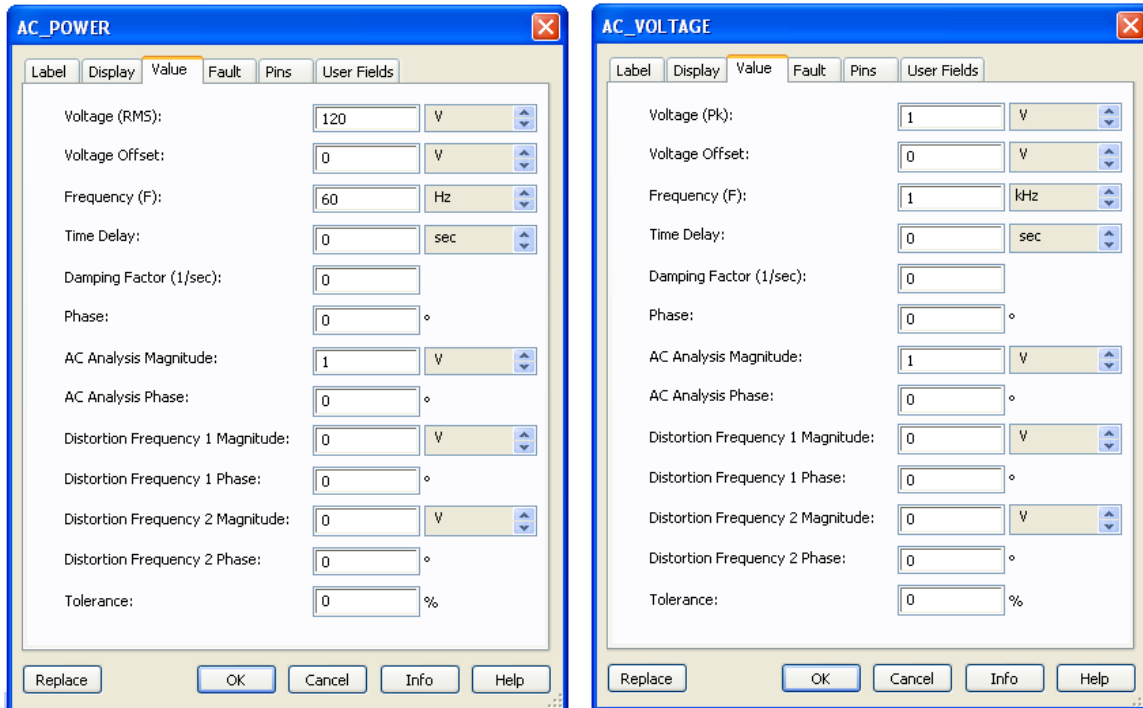 AC_POWER
Label Display Value Fault Pins User Fields
Voltage (RMS): 120 V
Voltage Offset: 0 V
Frequency (F): 60 Hz
Time Delay: 0 sec
Damping Factor (1/sec): 0
Phase: 0 °
AC Analysis Magnitude: 1 V
AC Analysis Phase: 0 °
Distortion Frequency 1 Magnitude: 0 V
Distortion Frequency 1 Phase: 0 °
Distortion Frequency 2 Magnitude: 0 V
Distortion Frequency 2 Phase: 0 °
Tolerance: 0 %
Replace OK Cancel Info Help
AC_VOLTAGE
Label Display Value Fault Pins User Fields
Voltage (Pk): 1 V
Voltage Offset: 0 V
Frequency (F): 1 kHz
Time Delay: 0 sec
Damping Factor (1/sec): 0
Phase: 0 °
AC Analysis Magnitude: 1 V
AC Analysis Phase: 0 °
Distortion Frequency 1 Magnitude: 0 V
Distortion Frequency 1 Phase: 0 °
Distortion Frequency 2 Magnitude: 0 V
Distortion Frequency 2 Phase: 0 °
Tolerance: 0 %
Replace OK Cancel Info Help